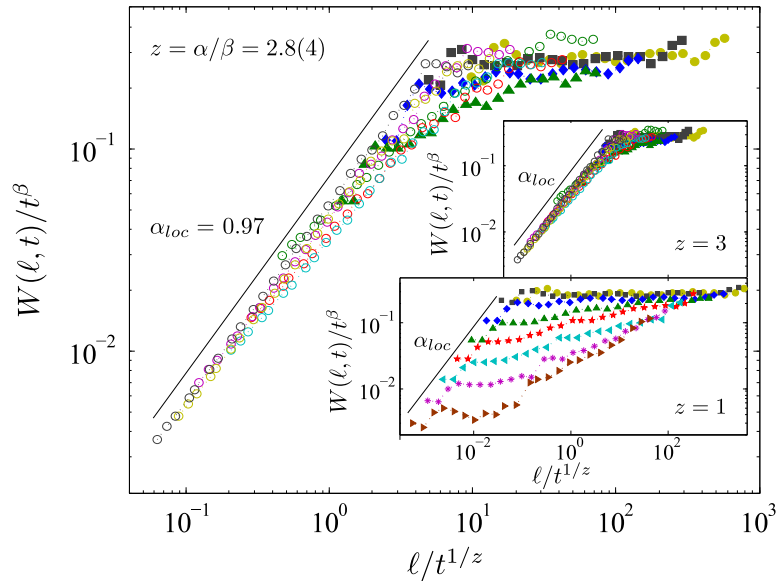 z = α/β = 2.8(4)
α_loc = 0.97
W(ℓ, t)/t^β
10^-1
10^-2
10^-1
10^0
10^1
10^2
10^3
ℓ/t^1/z
W(ℓ, t)/t^β
10^-1
10^-2
α_loc
z = 3
W(ℓ, t)/t^β
10^-1
10^-2
α_loc
z = 1
10^-2
10^0
10^2
ℓ/t^1/z